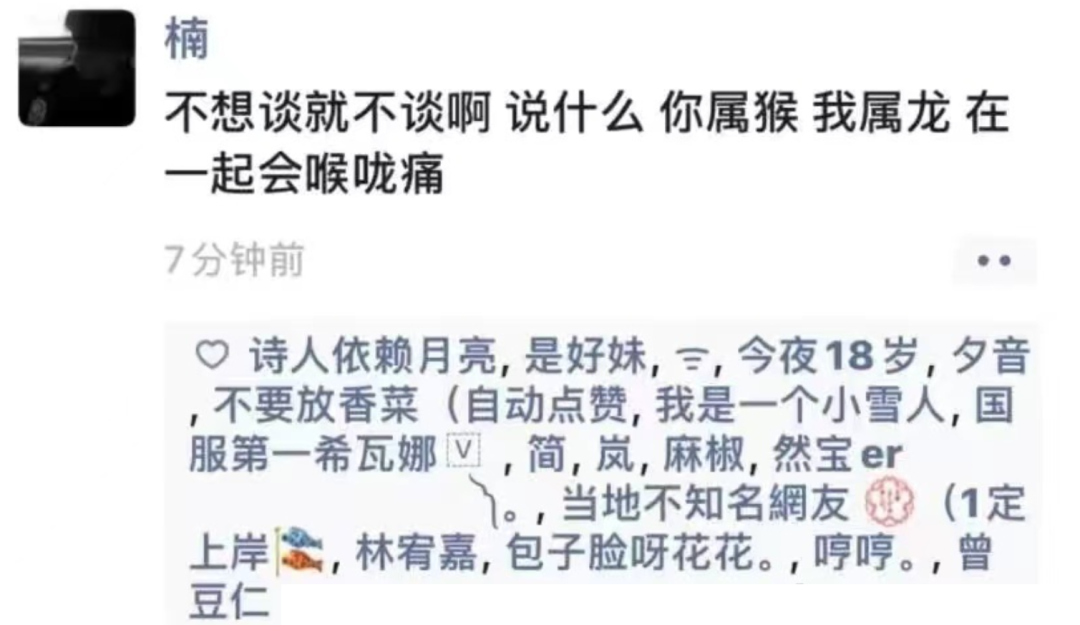 楠
不想谈就不谈啊 说什么 你属猴 我属龙 在
一起会喉咙痛
7分钟前
诗人依赖月亮, 是好妹, , 今夜18岁, 夕音
, 不要放香菜（自动点赞, 我是一个小雪人, 国
服第一希瓦娜 V , 简, 岚, 麻椒, 然宝er
。, 当地不知名網友 （1定
上岸🎏, 林宥嘉, 包子脸呀花花。, 哼哼。, 曾
豆仁